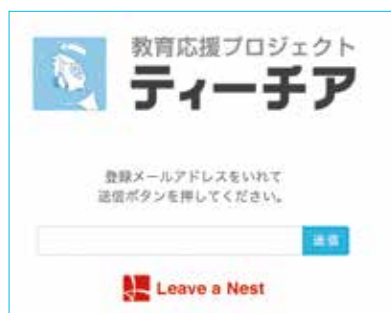 教育応援プロジェクト
ティーチア
登録メールアドレスをいれて
送信ボタンを押してください。
送信
Leave a Nest